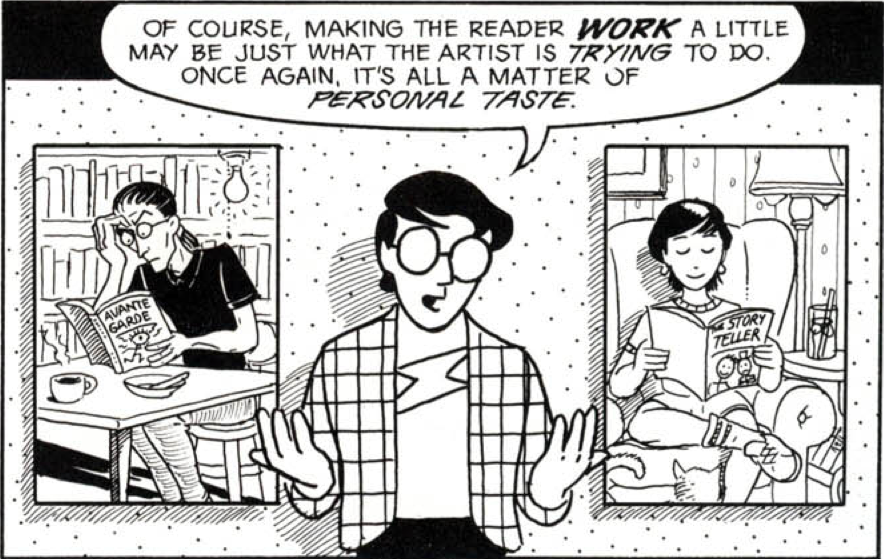 OF COURSE, MAKING THE READER WORK A LITTLE
MAY BE JUST WHAT THE ARTIST IS TRYING TO DO.
ONCE AGAIN, IT'S ALL A MATTER OF
PERSONAL TASTE.
AVANTE
GARDE
THE STORY
TELLER